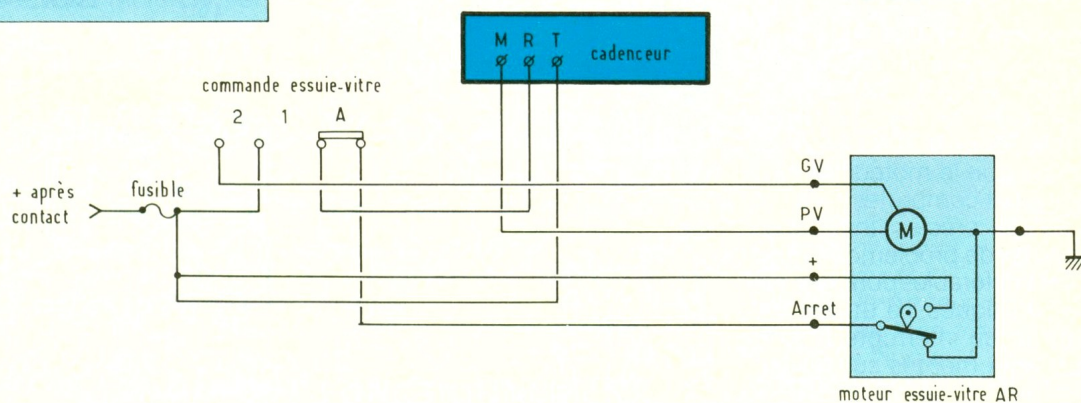 M R T
cadenceur
commande essuie-vitre
2 1 A
+ après
contact
fusible
GV
PV
+
Arret
M
moteur essuie-vitre AR